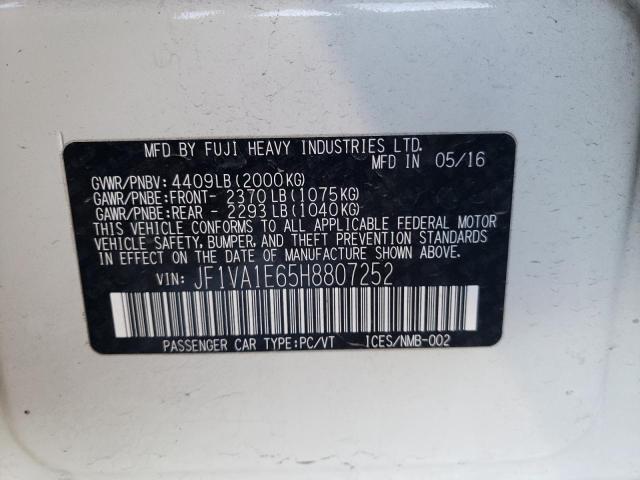 MFD BY FUJI HEAVY INDUSTRIES LTD.
MFD IN 05/16
GVWR/PNBV: 4409LB(2000KG)
GAWR/PNBE:FRONT- 2370LB(1075KG)
GAWR/PNBE:REAR - 2293LB(1040KG)
THIS VEHICLE CONFORMS TO ALL APPLICABLE FEDERAL MOTOR
VEHICLE SAFETY, BUMPER, AND THEFT PREVENTION STANDARDS
IN EFFECT ON THE DATE OF MANUFACTURE SHOWN ABOVE.
VIN: JF1VA1E65H8807252
PASSENGER CAR TYPE:PC/VT ICES/NMB-002